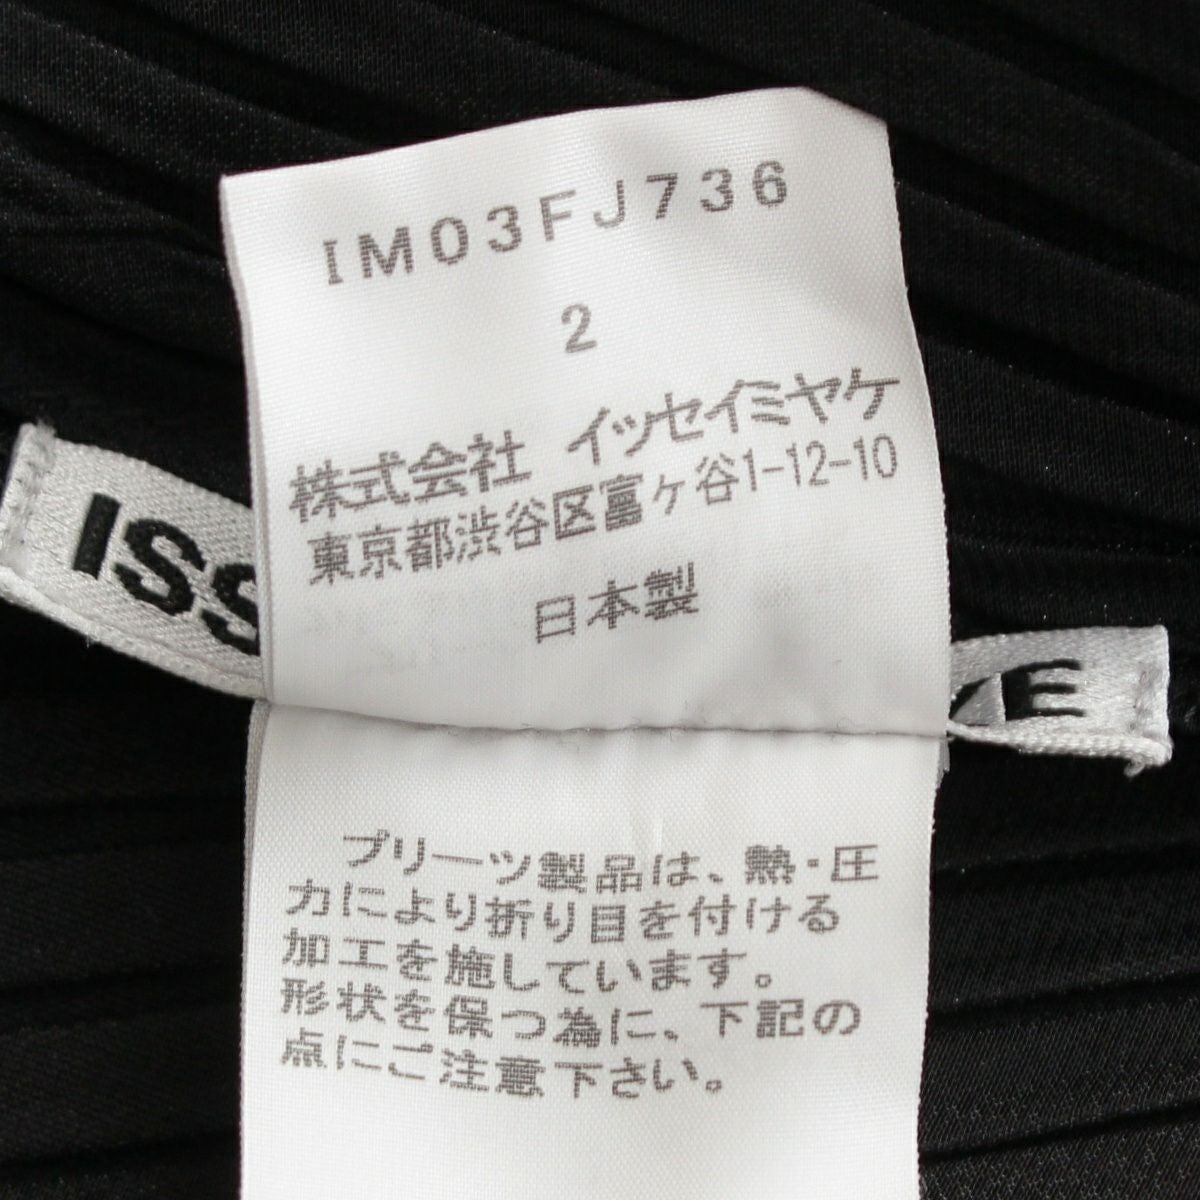 IM03FJ736
2
株式会社 イッセイミヤケ
東京都渋谷区富ヶ谷1-12-10
日本製
ISS
KE
プリーツ製品は、熱・圧
力により折り目を付ける
加工を施しています。
形状を保つ為に、下記の
点にご注意下さい。